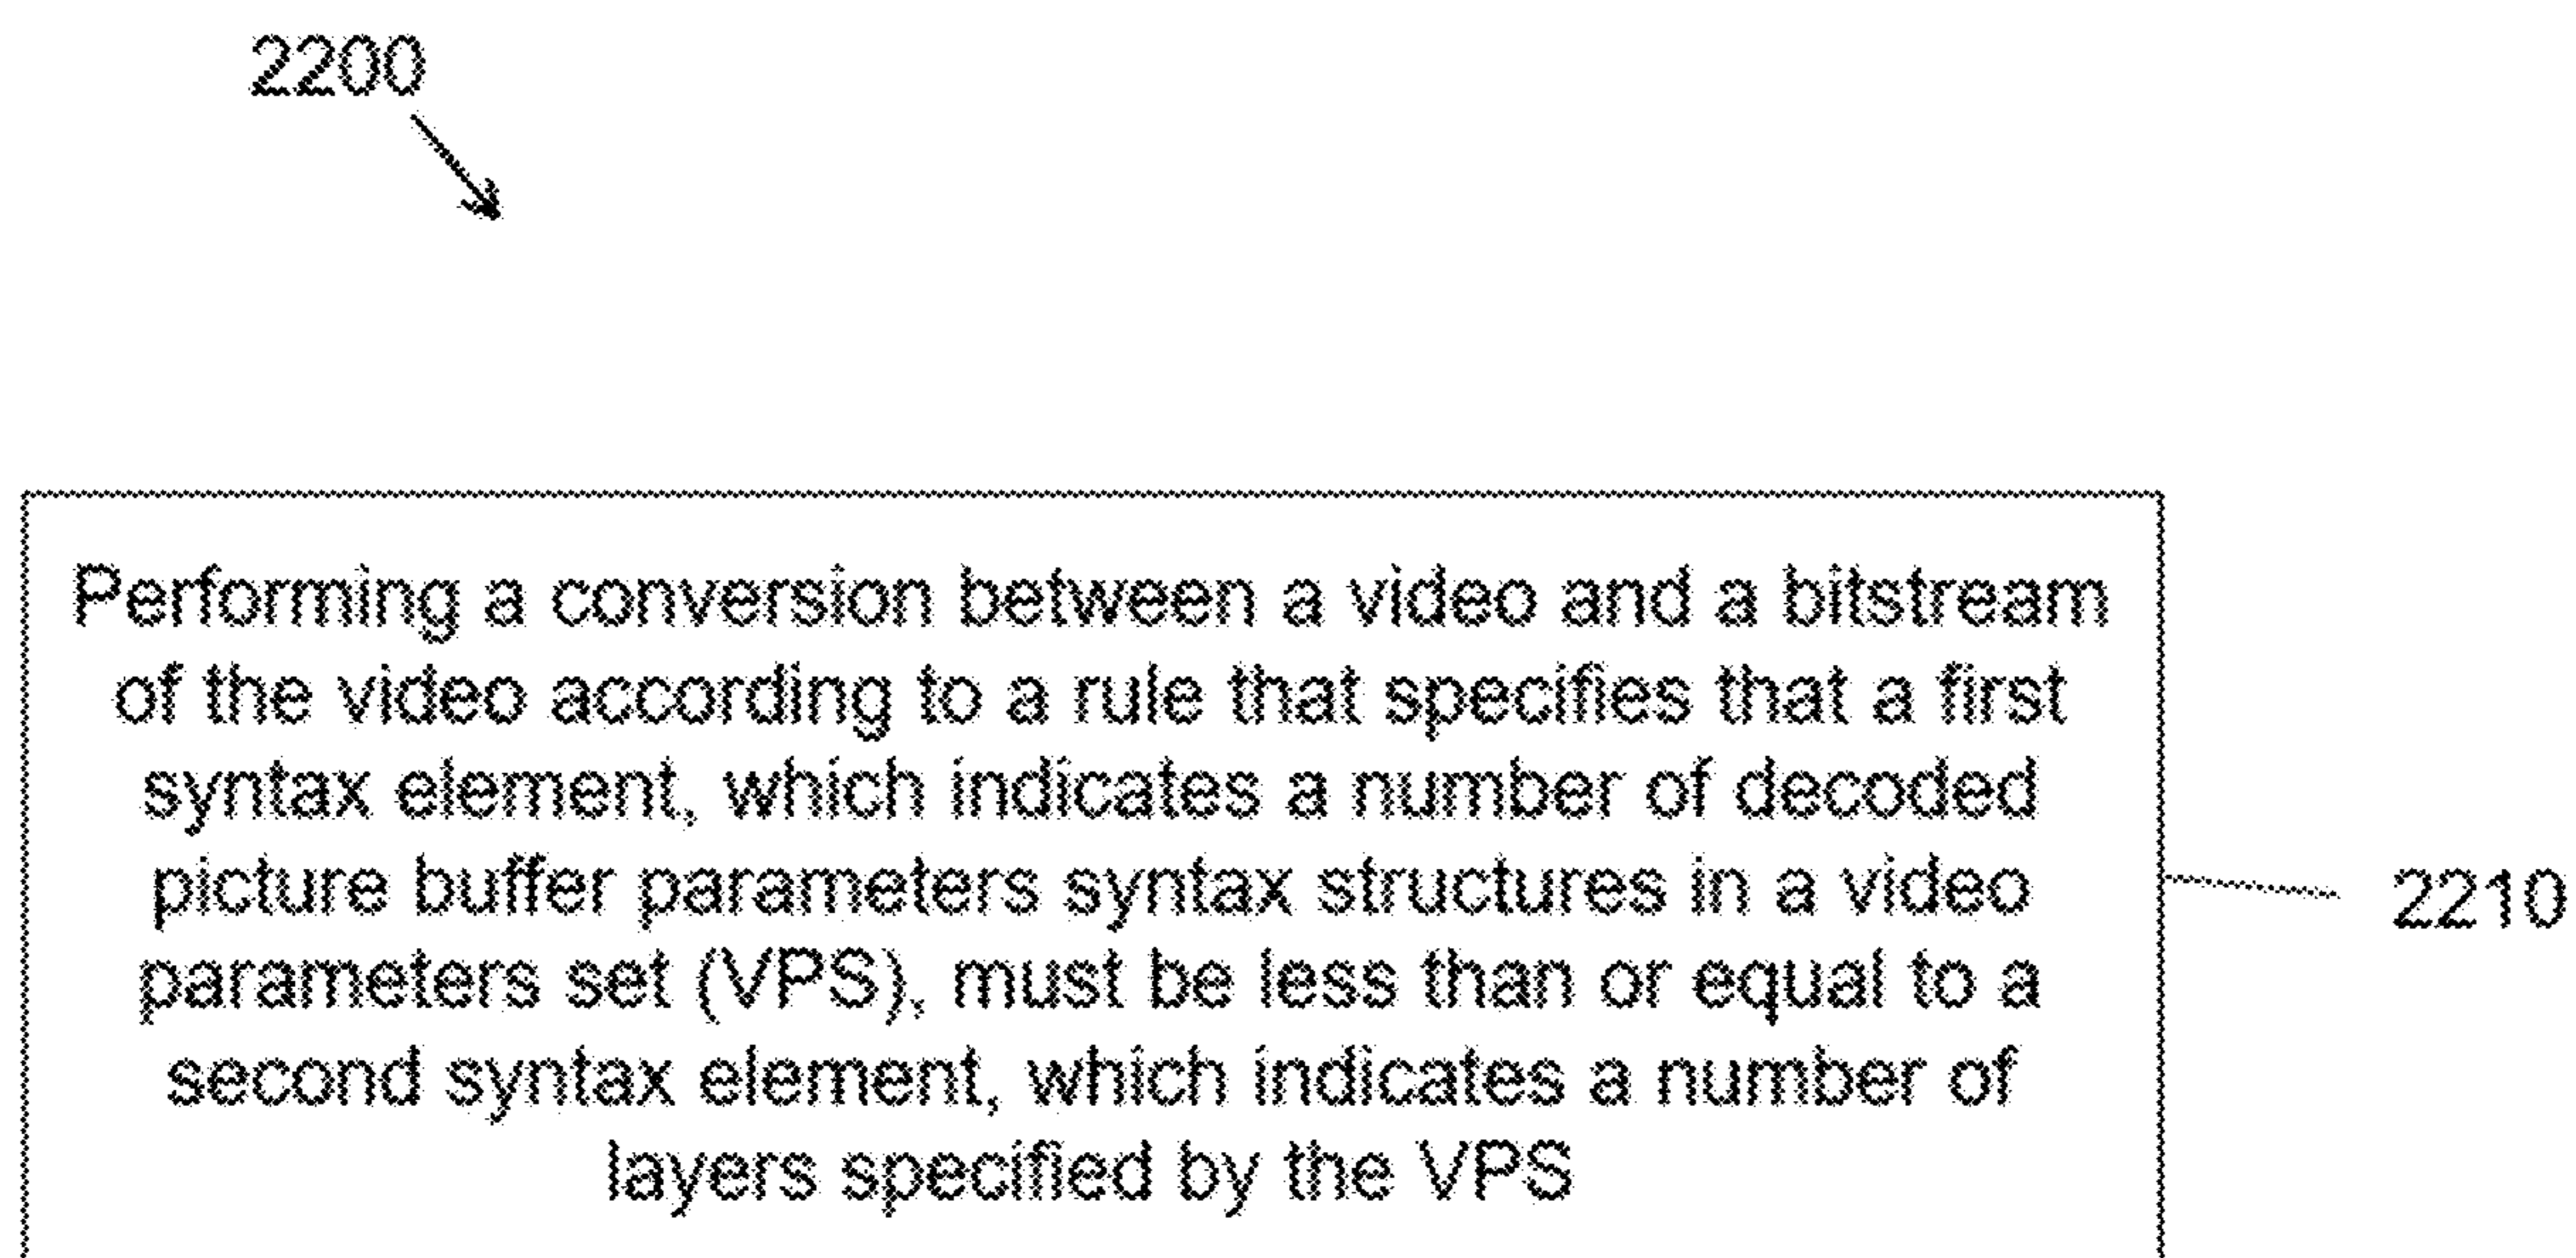 2200
Performing a conversion between a video and a bitstream
of the video according to a rule that specifies that a first
syntax element, which indicates a number of decoded
picture buffer parameters syntax structures in a video
parameters set (VPS), must be less than or equal to a
second syntax element, which indicates a number of
layers specified by the VPS
2210